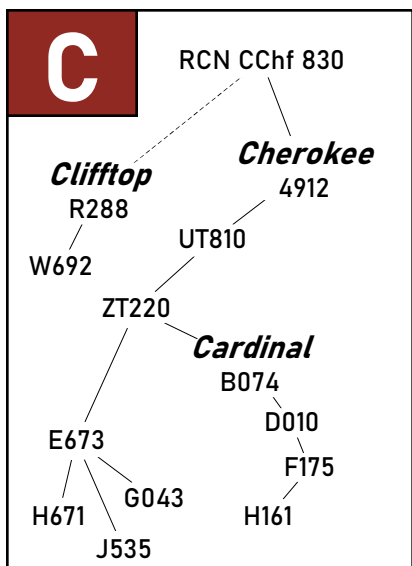 C
RCN CChf 830
Clifftop
R288
W692
Cherokee
4912
UT810
ZT220
Cardinal
B074
D010
F175
H161
E673
H671
J535
G043